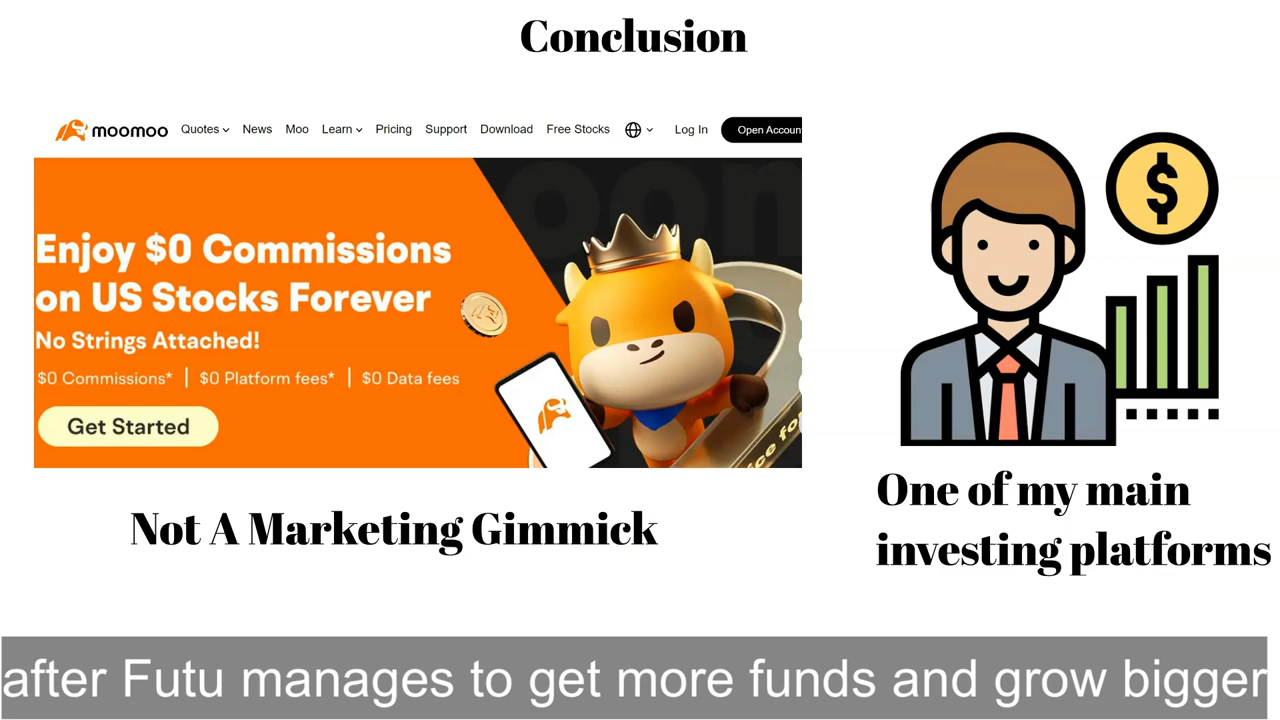 Conclusion
moomoo Quotes News Moo Learn Pricing Support Download Free Stocks Log In Open Account
Enjoy $0 Commissions
on US Stocks Forever
No Strings Attached!
$0 Commissions* | $0 Platform fees* | $0 Data fees
Get Started
One of my main
investing platforms
Not A Marketing Gimmick
after Futu manages to get more funds and grow bigger